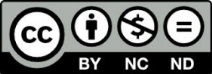 cc $ =
BY NC ND